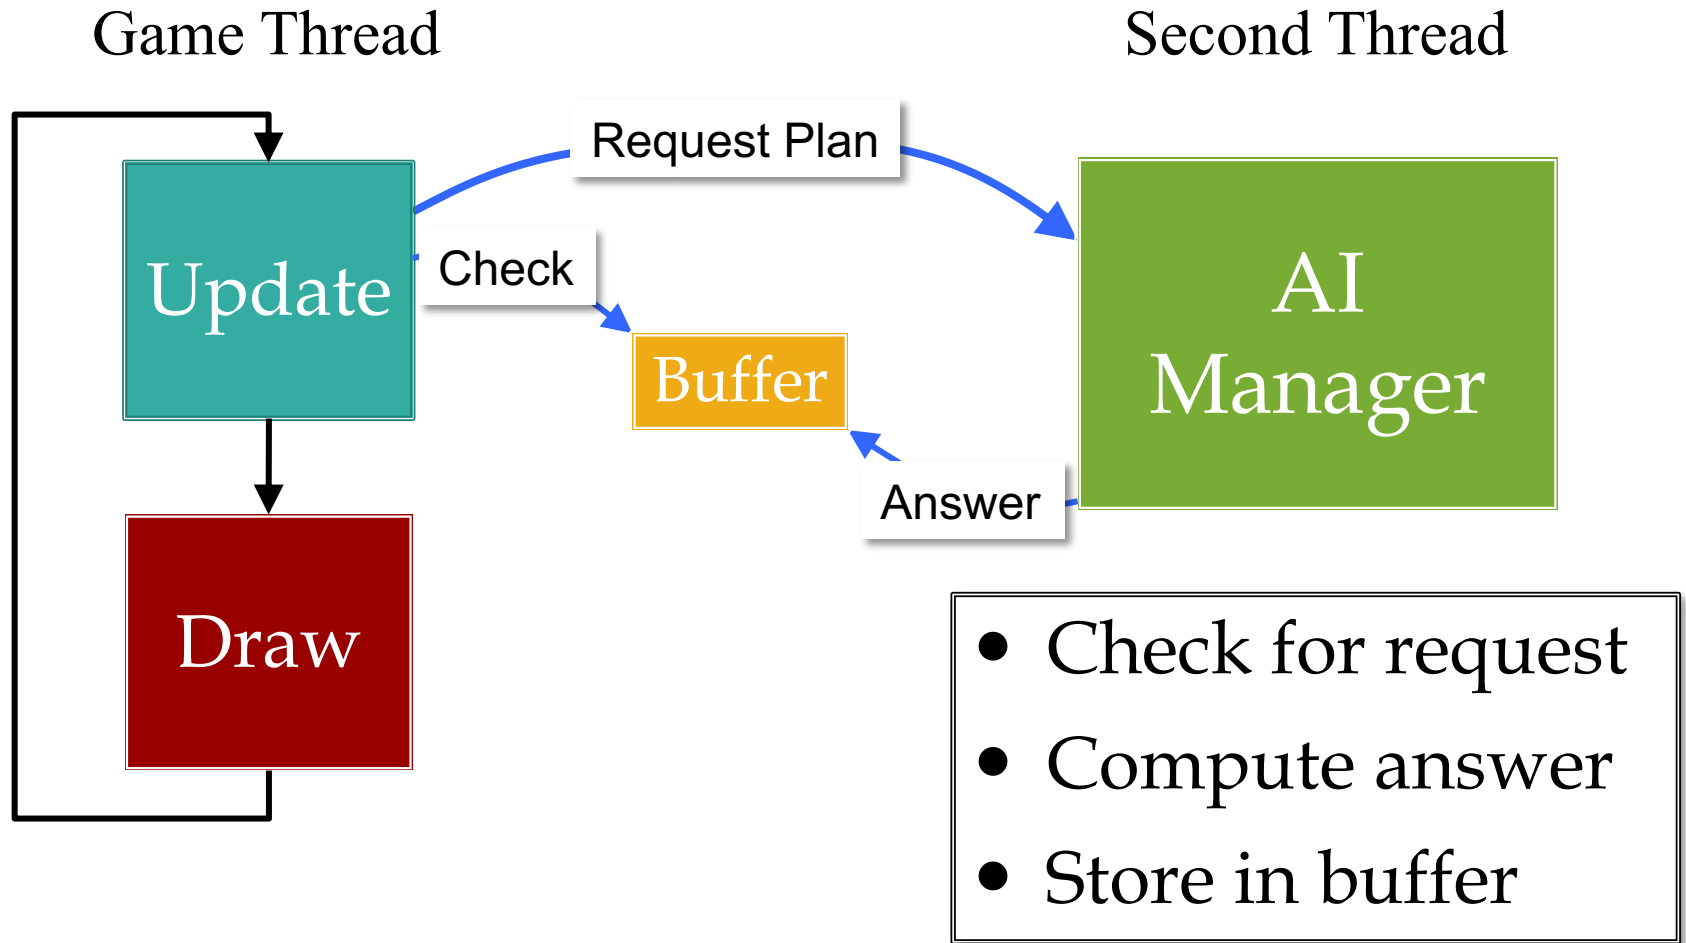 Game Thread
Second Thread
Request Plan
Update
Check
Buffer
AI
Manager
Answer
Draw
• Check for request
• Compute answer
• Store in buffer